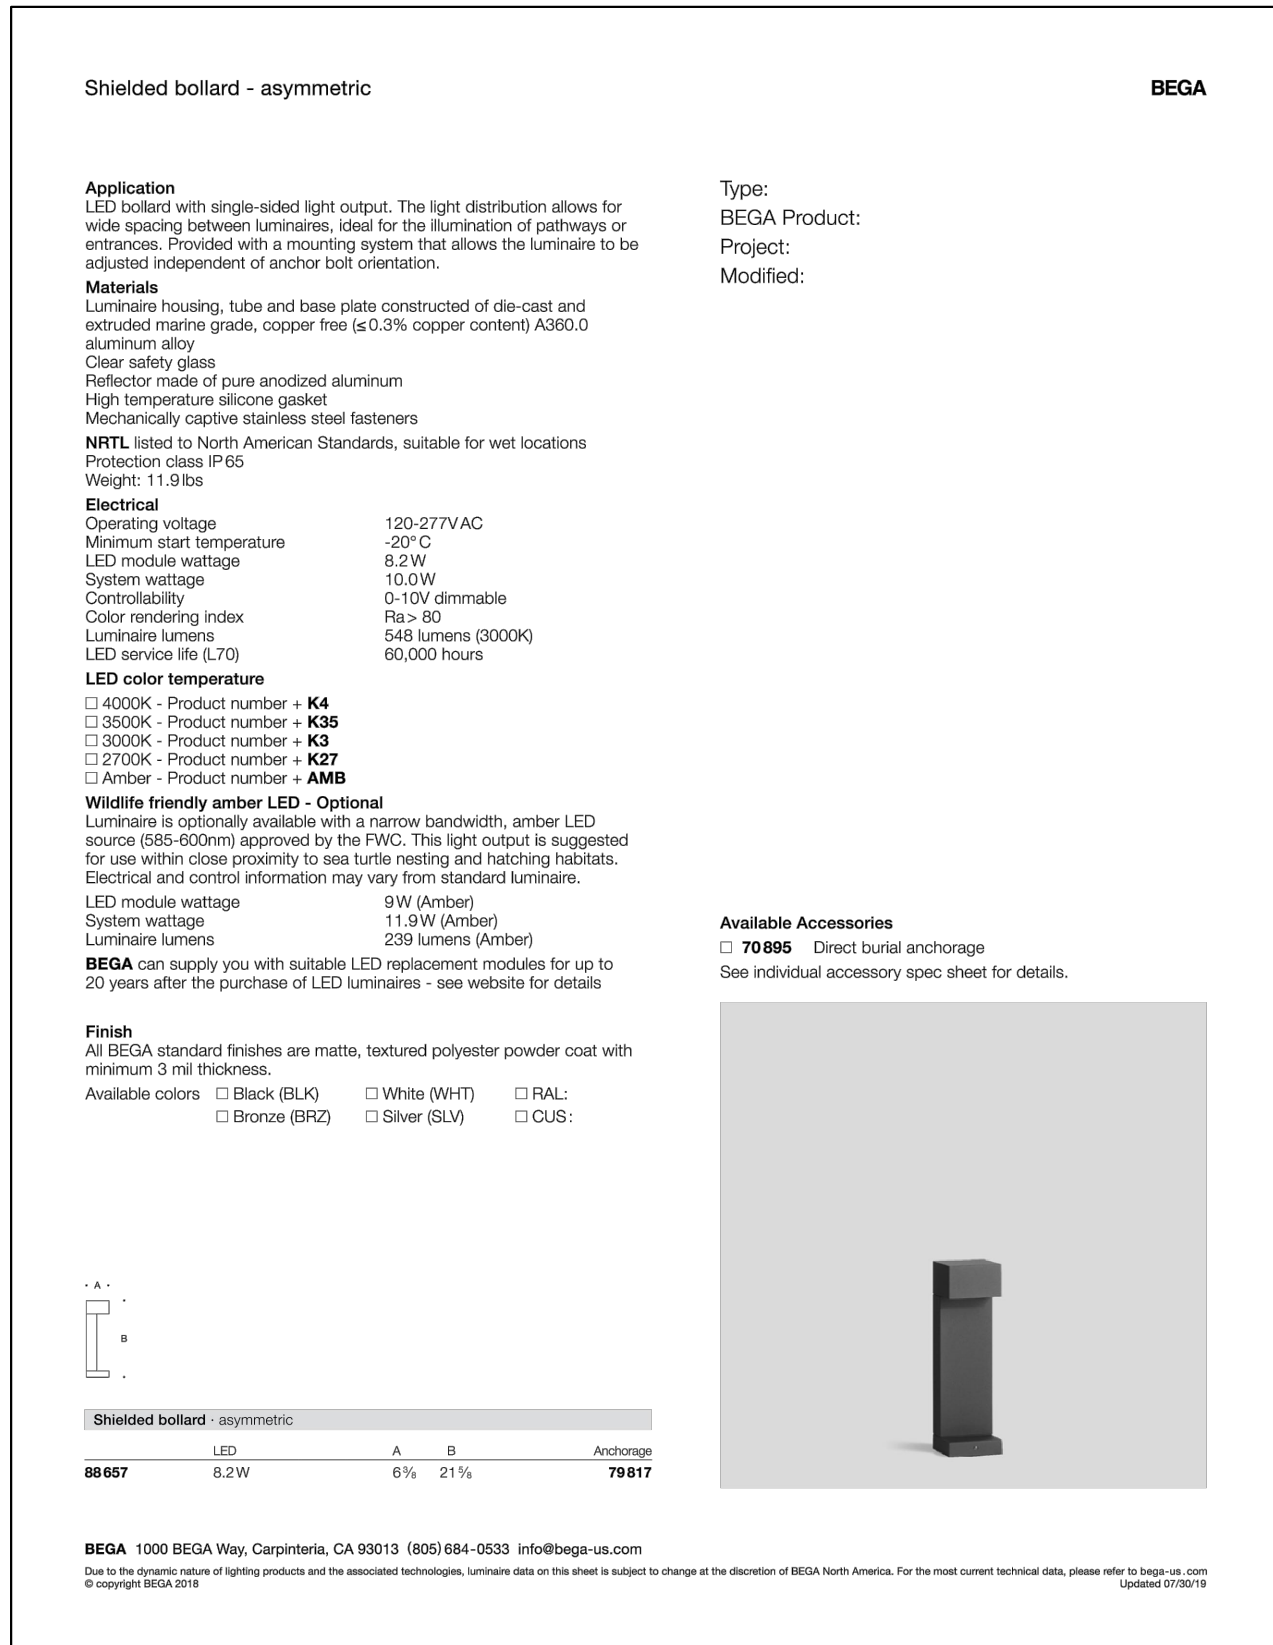 Shielded bollard - asymmetric
BEGA
Application
LED bollard with single-sided light output. The light distribution allows for
wide spacing between luminaires, ideal for the illumination of pathways or
entrances. Provided with a mounting system that allows the luminaire to be
adjusted independent of anchor bolt orientation.
Materials
Luminaire housing, tube and base plate constructed of die-cast and
extruded marine grade, copper free (≤0.3% copper content) A360.0
aluminum alloy
Clear safety glass
Reflector made of pure anodized aluminum
High temperature silicone gasket
Mechanically captive stainless steel fasteners
NRTL listed to North American Standards, suitable for wet locations
Protection class IP65
Weight: 11.9lbs
Electrical
Operating voltage 120-277VAC
Minimum start temperature -20°C
LED module wattage 8.2W
System wattage 10.0W
Controllability 0-10V dimmable
Color rendering index Ra> 80
Luminaire lumens 548 lumens (3000K)
LED service life (L70) 60,000 hours
LED color temperature
☐ 4000K - Product number + K4
☐ 3500K - Product number + K35
☐ 3000K - Product number + K3
☐ 2700K - Product number + K27
☐ Amber - Product number + AMB
Wildlife friendly amber LED - Optional
Luminaire is optionally available with a narrow bandwidth, amber LED
source (585-600nm) approved by the FWC. This light output is suggested
for use within close proximity to sea turtle nesting and hatching habitats.
Electrical and control information may vary from standard luminaire.
LED module wattage 9W (Amber)
System wattage 11.9W (Amber)
Luminaire lumens 239 lumens (Amber)
BEGA can supply you with suitable LED replacement modules for up to
20 years after the purchase of LED luminaires - see website for details
Finish
All BEGA standard finishes are matte, textured polyester powder coat with
minimum 3 mil thickness.
Available colors ☐ Black (BLK) ☐ White (WHT) ☐ RAL:
☐ Bronze (BRZ) ☐ Silver (SLV) ☐ CUS:
Type:
BEGA Product:
Project:
Modified:
Available Accessories
☐ 70895 Direct burial anchorage
See individual accessory spec sheet for details.
· A ·
B
Shielded bollard · asymmetric
LED A B Anchorage
88657 8.2W 6⅜ 21⅝ 79817
BEGA 1000 BEGA Way, Carpinteria, CA 93013 (805) 684-0533 info@bega-us.com
Due to the dynamic nature of lighting products and the associated technologies, luminaire data on this sheet is subject to change at the discretion of BEGA North America. For the most current technical data, please refer to bega-us.com
© copyright BEGA 2018 Updated 07/30/19